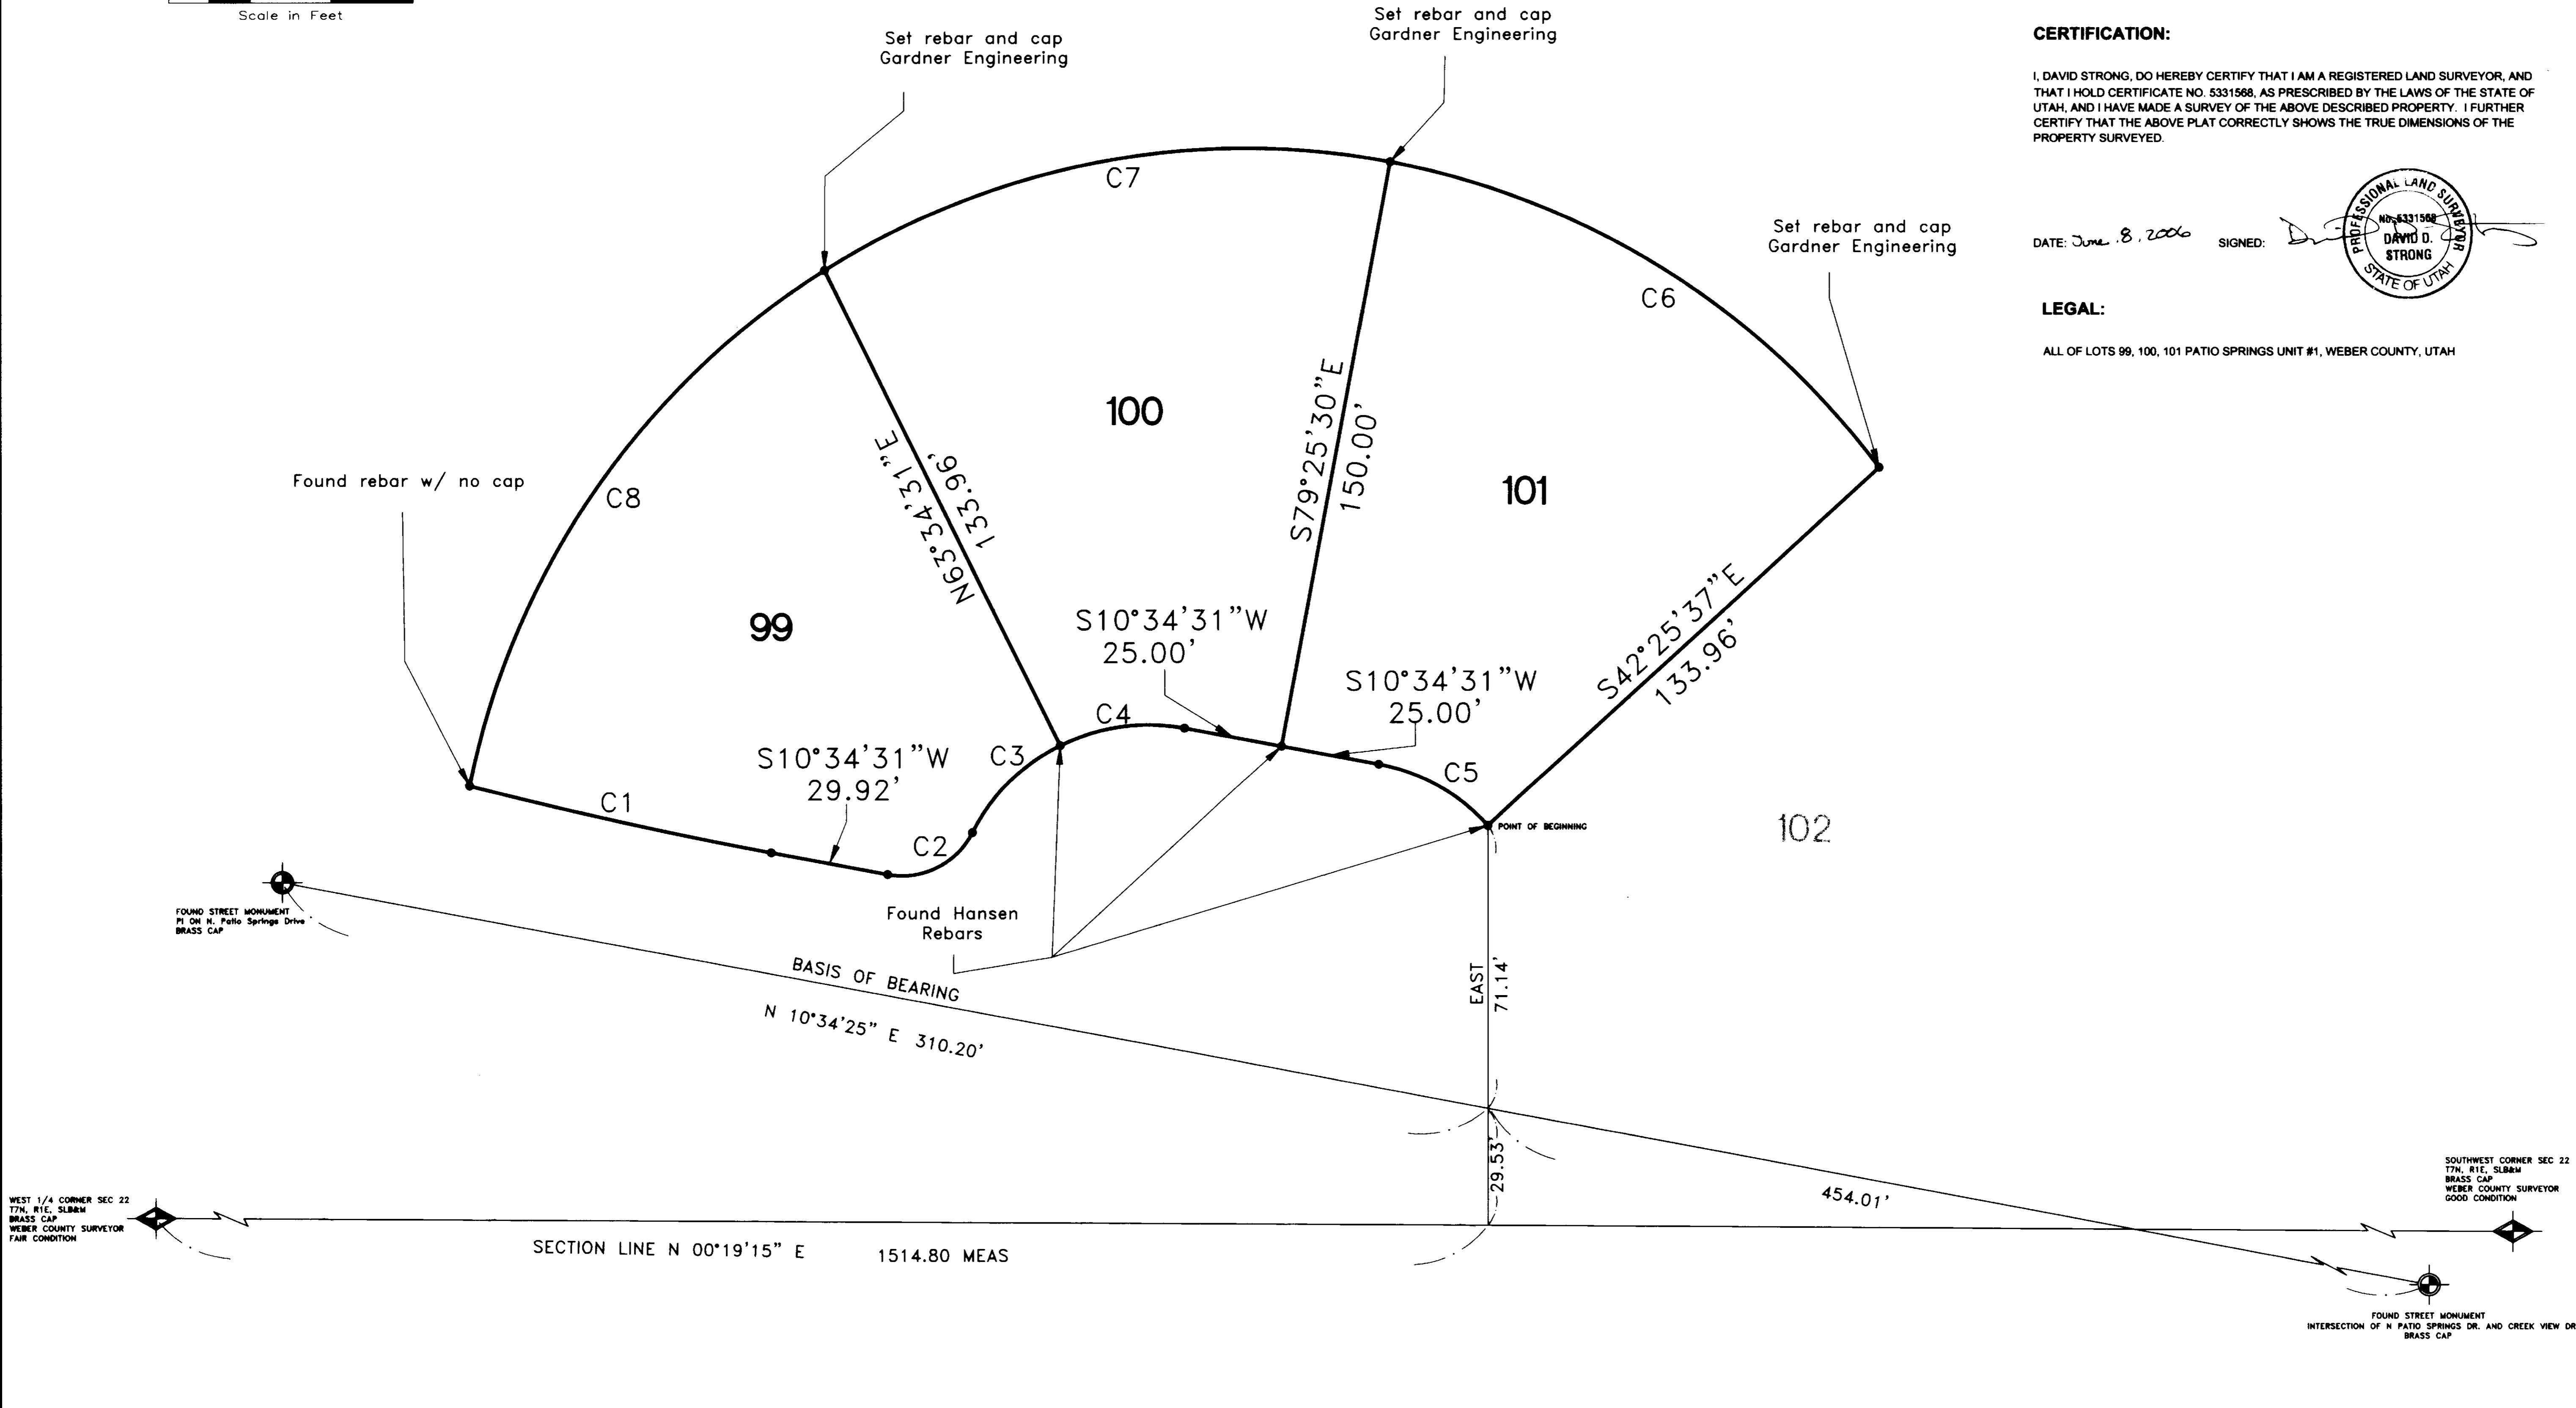 Scale in Feet
Set rebar and cap
Gardner Engineering
Set rebar and cap
Gardner Engineering
Set rebar and cap
Gardner Engineering
Found rebar w/ no cap
C7
C6
C8
100
101
99
N63°34'31"E
133.96'
S79°25'30"E
150.00'
S42°25'37"E
133.96'
S10°34'31"W
25.00'
S10°34'31"W
25.00'
S10°34'31"W
29.92'
C4
C3
C5
C1
C2
POINT OF BEGINNING
102
Found Hansen
Rebars
FOUND STREET MONUMENT
PI ON N. Patio Springs Drive
BRASS CAP
BASIS OF BEARING
N 10°34'25" E 310.20'
EAST
71.14'
29.53'
454.01'
WEST 1/4 CORNER SEC 22
T7N, R1E, SLB&M
BRASS CAP
WEBER COUNTY SURVEYOR
FAIR CONDITION
SECTION LINE N 00°19'15" E 1514.80 MEAS
SOUTHWEST CORNER SEC 22
T7N, R1E, SLB&M
BRASS CAP
WEBER COUNTY SURVEYOR
GOOD CONDITION
FOUND STREET MONUMENT
INTERSECTION OF N PATIO SPRINGS DR. AND CREEK VIEW DR
BRASS CAP
CERTIFICATION:
I, DAVID STRONG, DO HEREBY CERTIFY THAT I AM A REGISTERED LAND SURVEYOR, AND
THAT I HOLD CERTIFICATE NO. 5331568, AS PRESCRIBED BY THE LAWS OF THE STATE OF
UTAH, AND I HAVE MADE A SURVEY OF THE ABOVE DESCRIBED PROPERTY. I FURTHER
CERTIFY THAT THE ABOVE PLAT CORRECTLY SHOWS THE TRUE DIMENSIONS OF THE
PROPERTY SURVEYED.
DATE: June 8, 2006 SIGNED:
PROFESSIONAL LAND SURVEYOR
No. 5331568
DAVID D.
STRONG
STATE OF UTAH
LEGAL:
ALL OF LOTS 99, 100, 101 PATIO SPRINGS UNIT #1, WEBER COUNTY, UTAH